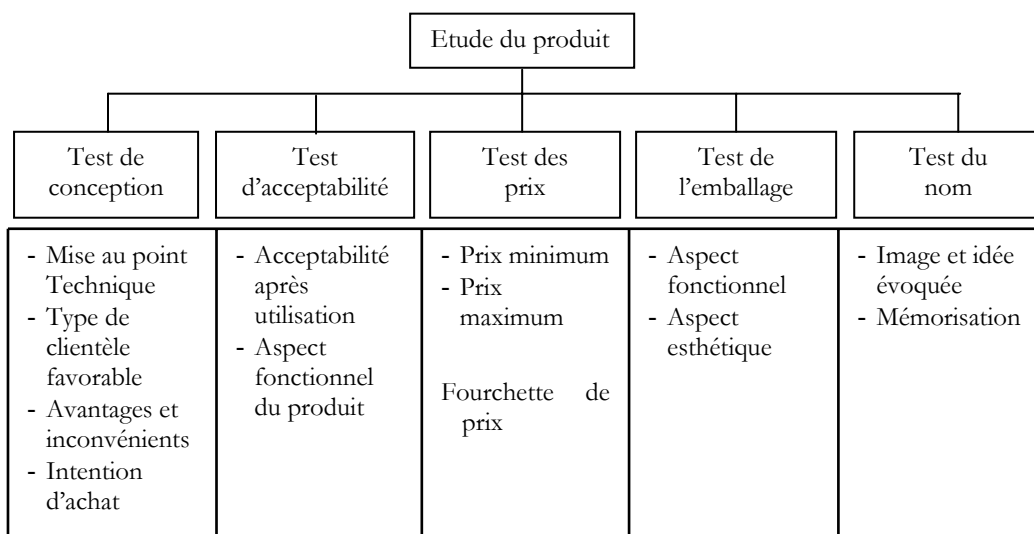 Etude du produit
Test de
conception
Test
d'acceptabilité
Test des
prix
Test de
l'emballage
Test du
nom
- Mise au point
Technique
- Type de
clientèle
favorable
- Avantages et
inconvénients
- Intention
d'achat
- Acceptabilité
après
utilisation
- Aspect
fonctionnel
du produit
- Prix minimum
- Prix
maximum
Fourchette de
prix
- Aspect
fonctionnel
- Aspect
esthétique
- Image et idée
évoquée
- Mémorisation